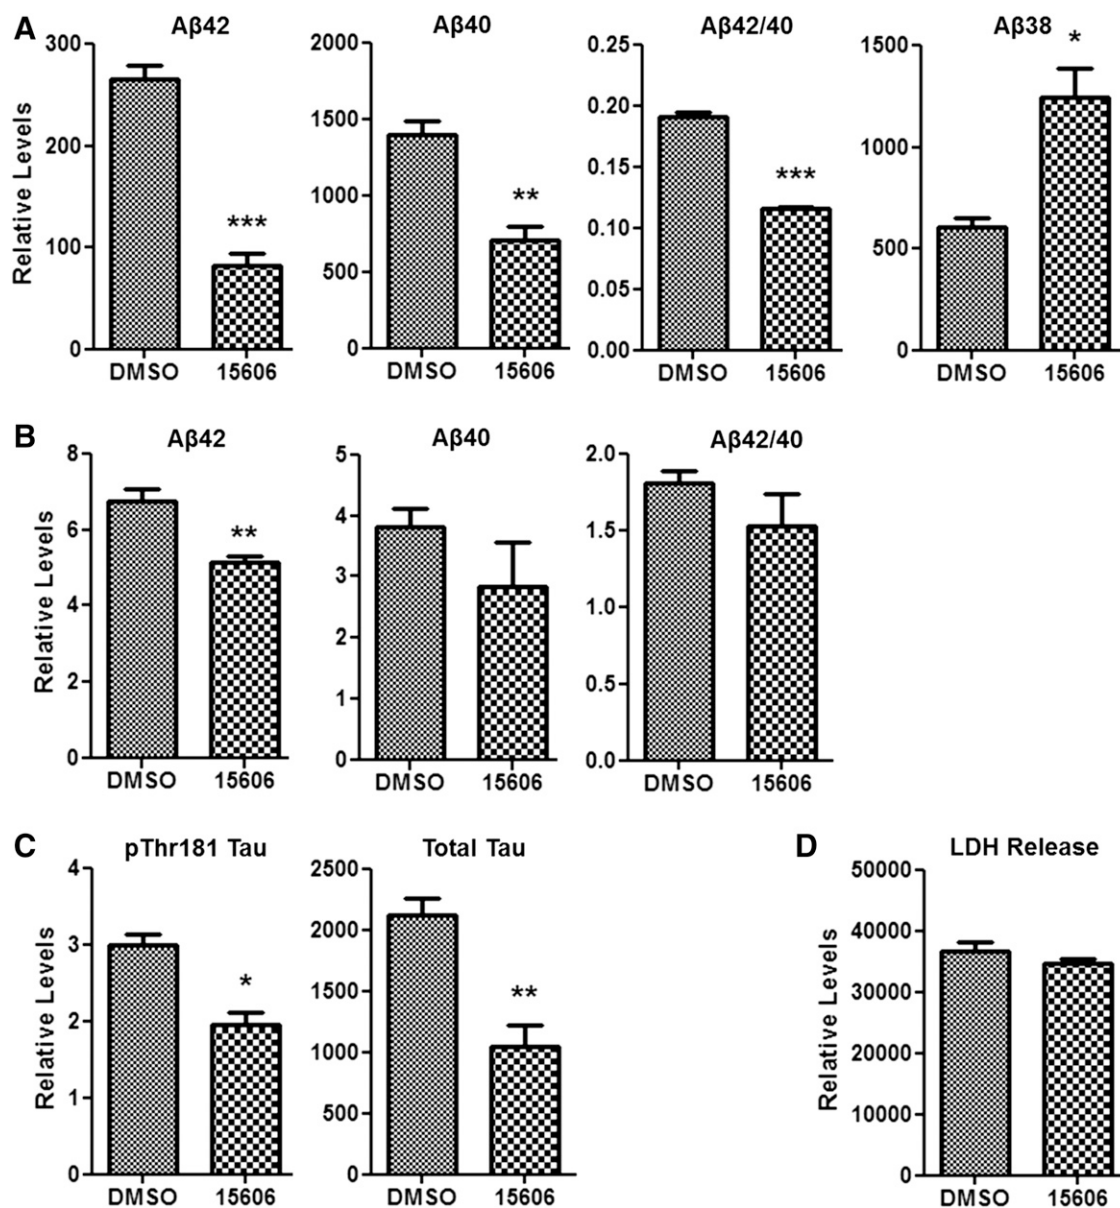 A
Aβ42
Relative Levels
300
200
100
0
***
DMSO 15606
Aβ40
2000
1500
1000
500
0
**
DMSO 15606
Aβ42/40
0.25
0.20
0.15
0.10
0.05
0.00
***
DMSO 15606
Aβ38
1500
1000
500
0
*
DMSO 15606
B
Aβ42
Relative Levels
8
6
4
2
0
**
DMSO 15606
Aβ40
5
4
3
2
1
0
DMSO 15606
Aβ42/40
2.0
1.5
1.0
0.5
0.0
DMSO 15606
C
pThr181 Tau
Relative Levels
4
3
2
1
0
*
DMSO 15606
Total Tau
2500
2000
1500
1000
500
0
**
DMSO 15606
D
LDH Release
Relative Levels
50000
40000
30000
20000
10000
0
DMSO 15606